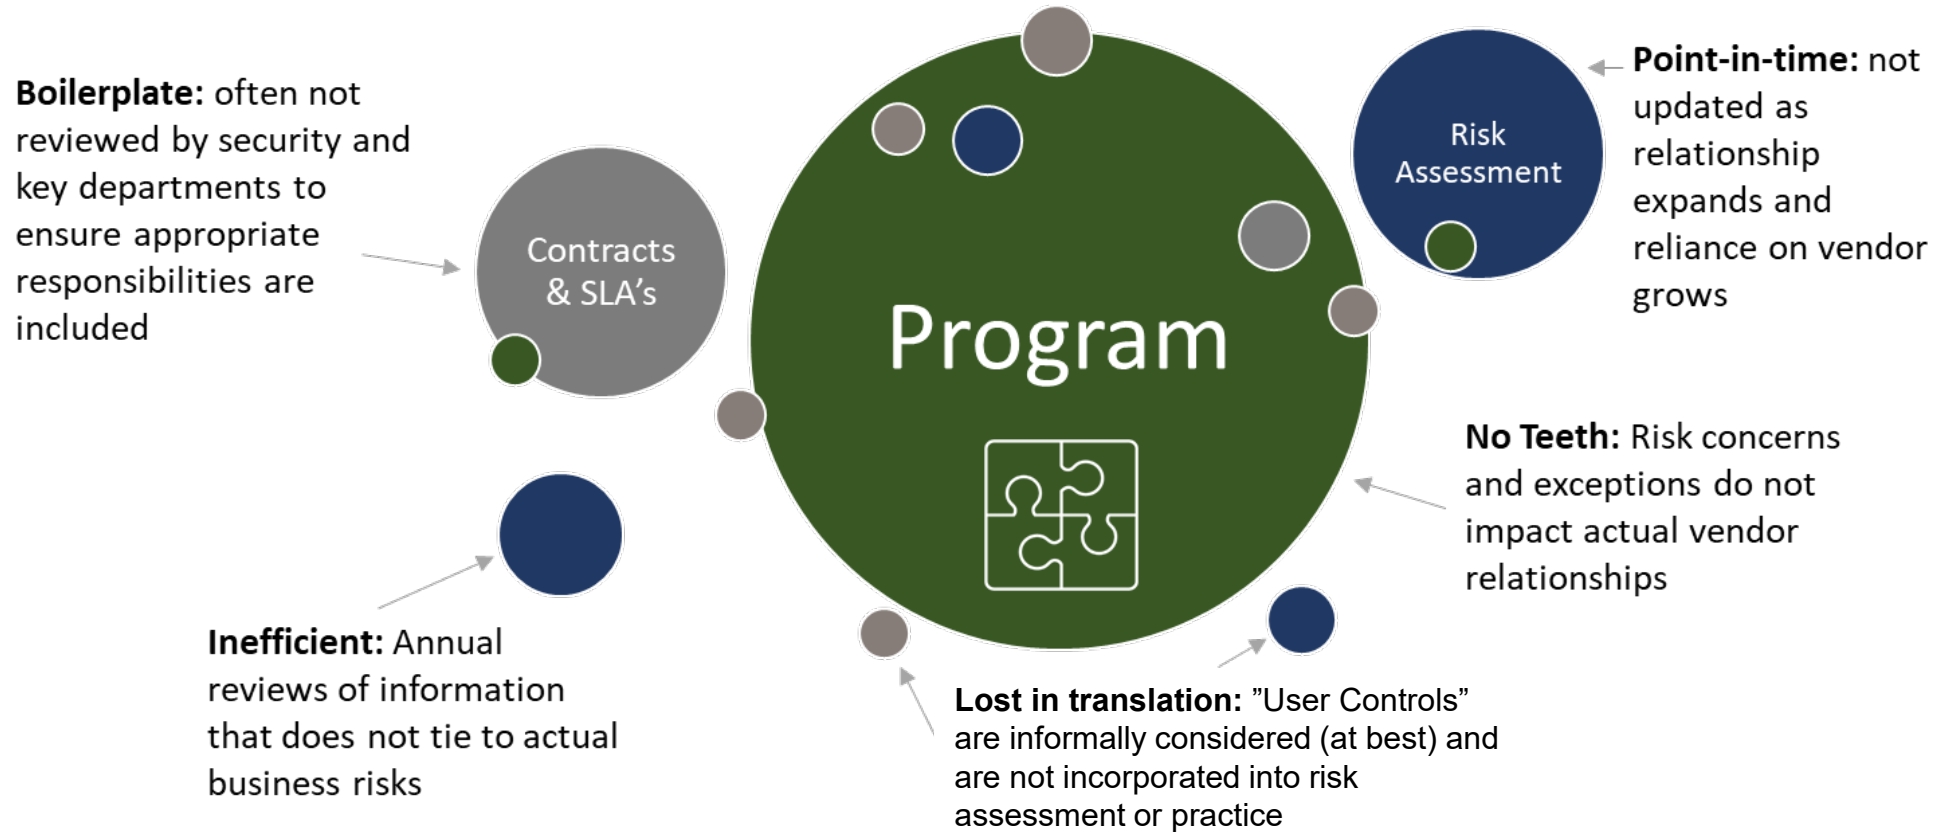 Boilerplate: often not
reviewed by security and
key departments to
ensure appropriate
responsibilities are
included
Contracts
& SLA’s
Program
Risk
Assessment
Point-in-time: not
updated as
relationship
expands and
reliance on vendor
grows
No Teeth: Risk concerns
and exceptions do not
impact actual vendor
relationships
Inefficient: Annual
reviews of information
that does not tie to actual
business risks
Lost in translation: ”User Controls”
are informally considered (at best) and
are not incorporated into risk
assessment or practice